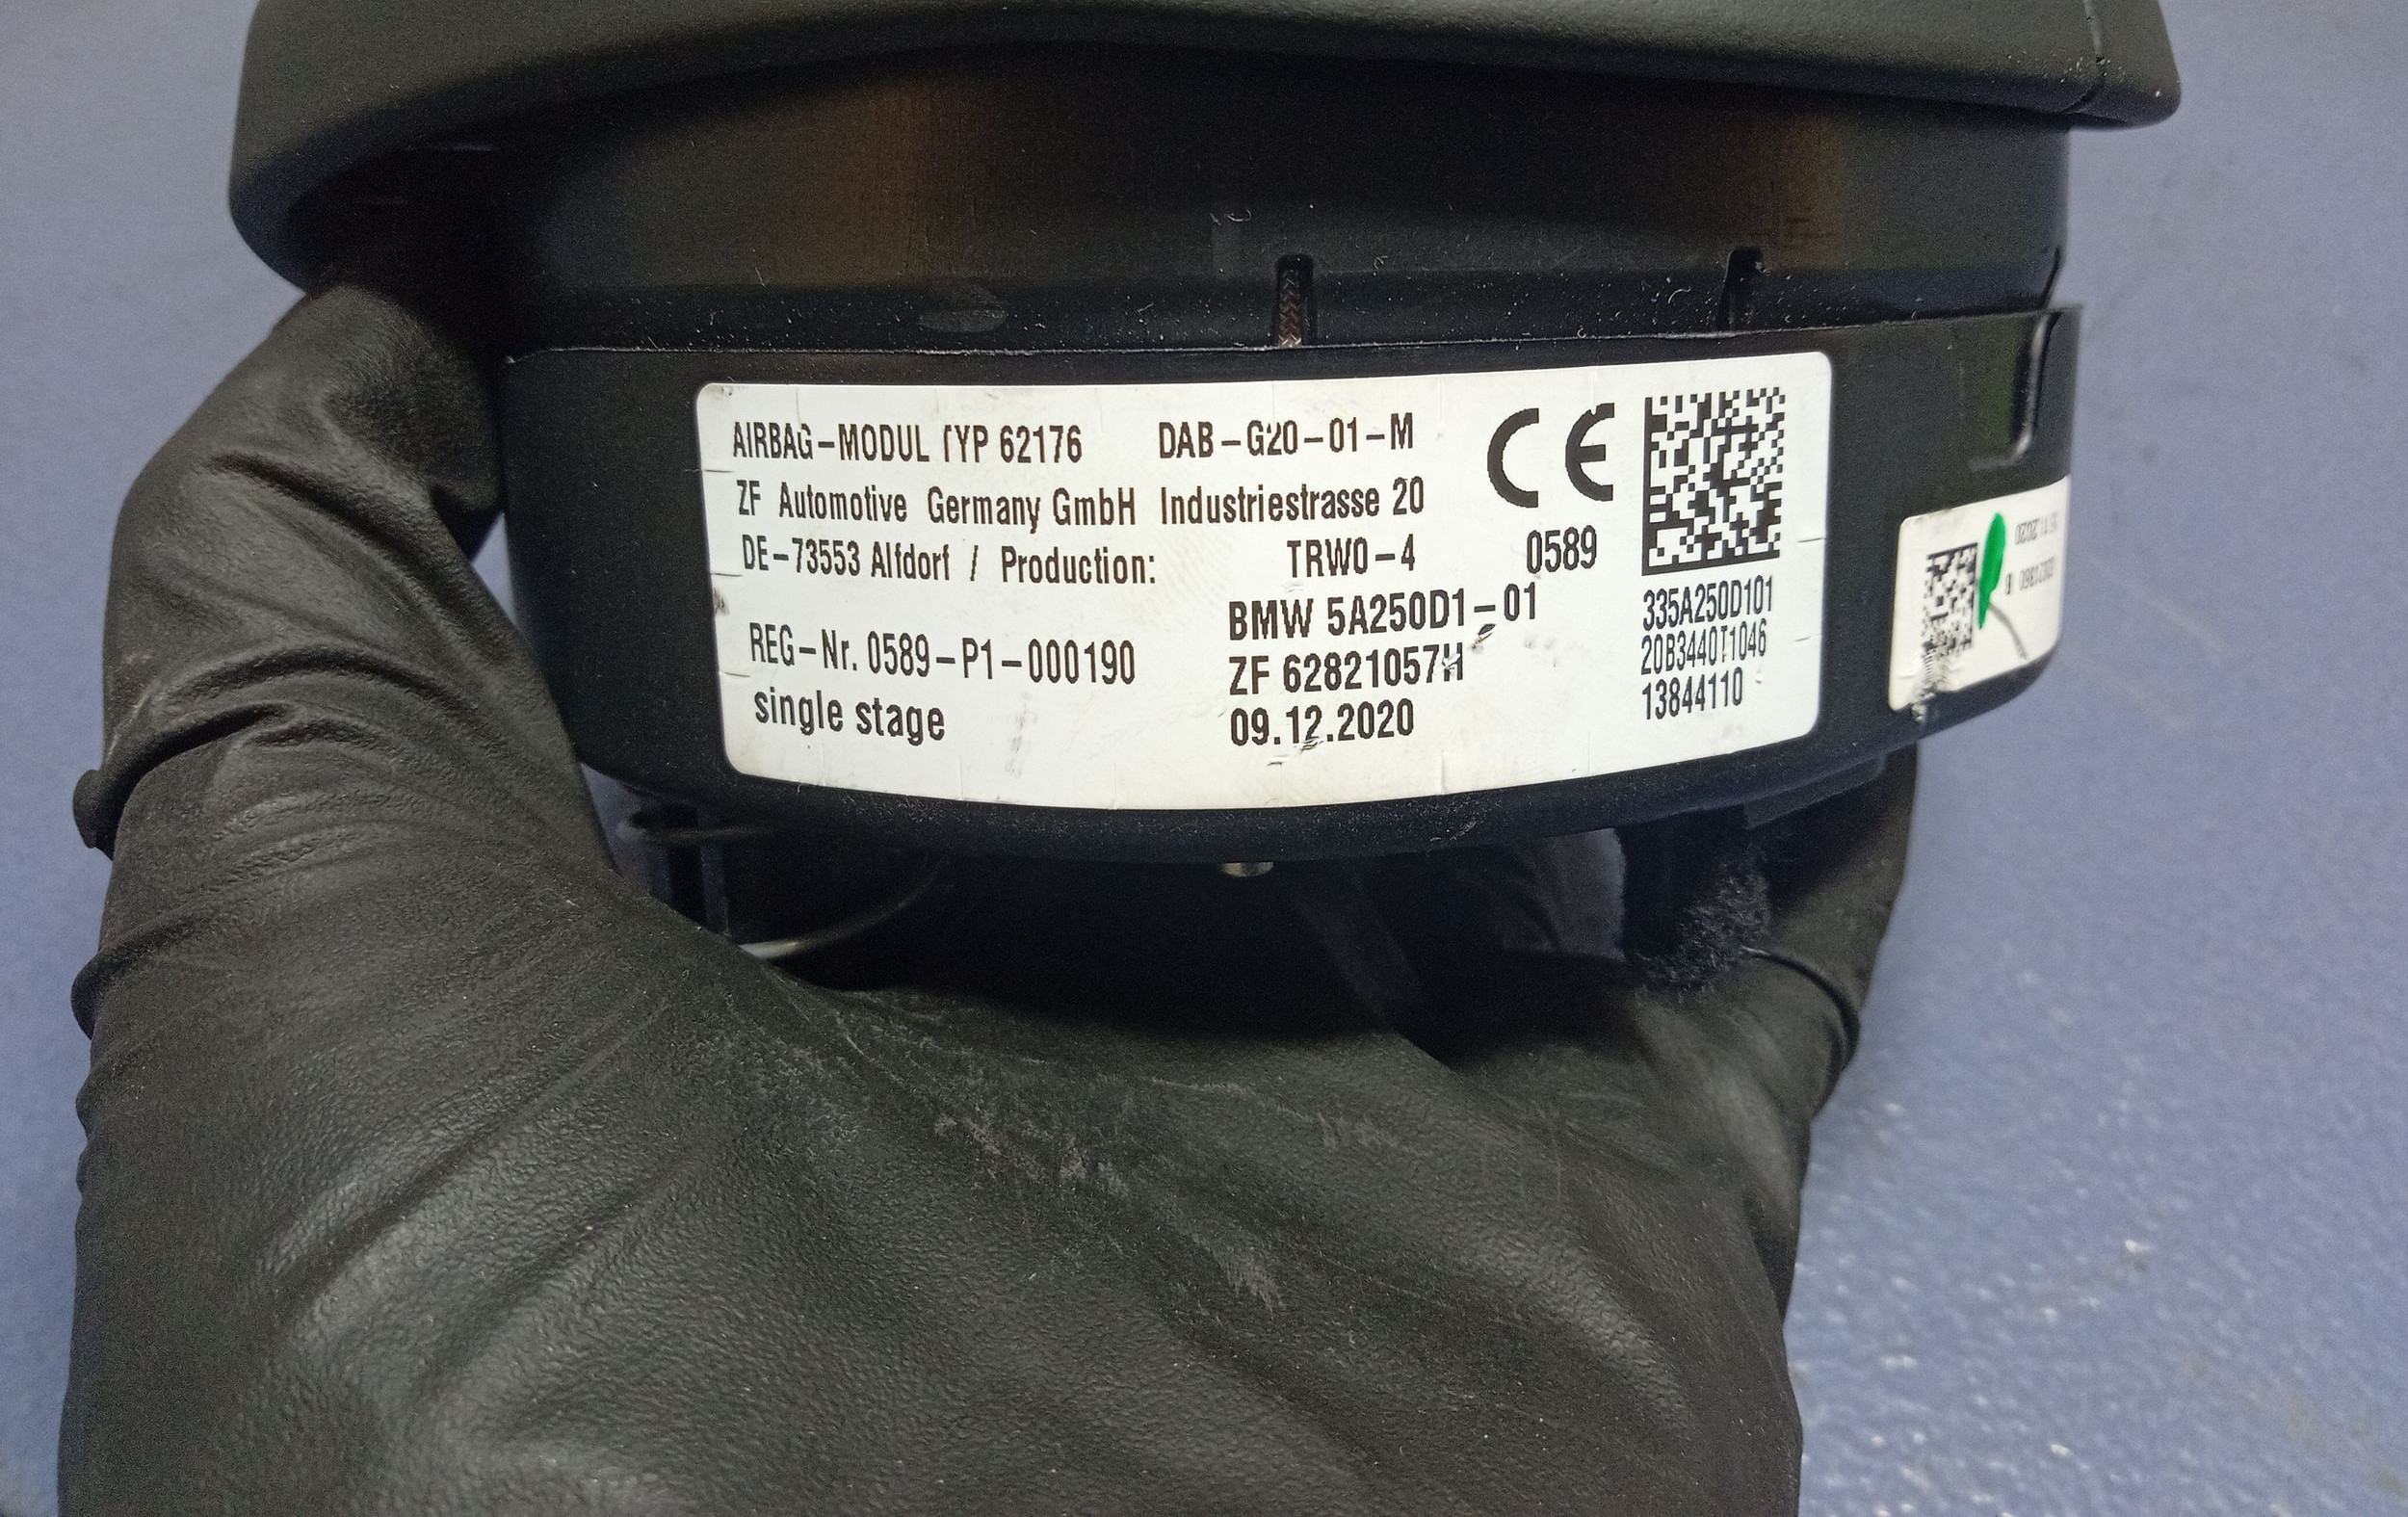 AIRBAG-MODUL TYP 62176 DAB-G20-01-M
ZF Automotive Germany GmbH Industriestrasse 20
DE-73553 Alfdorf / Production: TRW0-4
CE 0589
REG-Nr. 0589-P1-000190
single stage
BMW 5A250D1-01
ZF 62821057H
09.12.2020
335A250D101
20B3440T1046
13844110